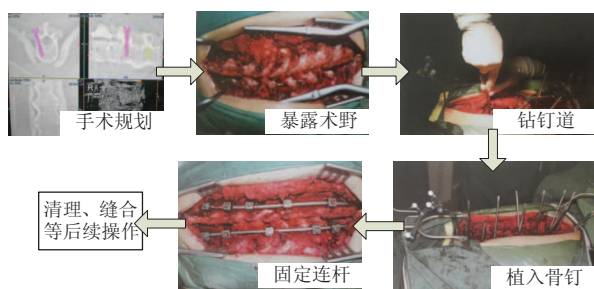 手术规划
暴露术野
钻钉道
清理、缝合
等后续操作
固定连杆
植入骨钉